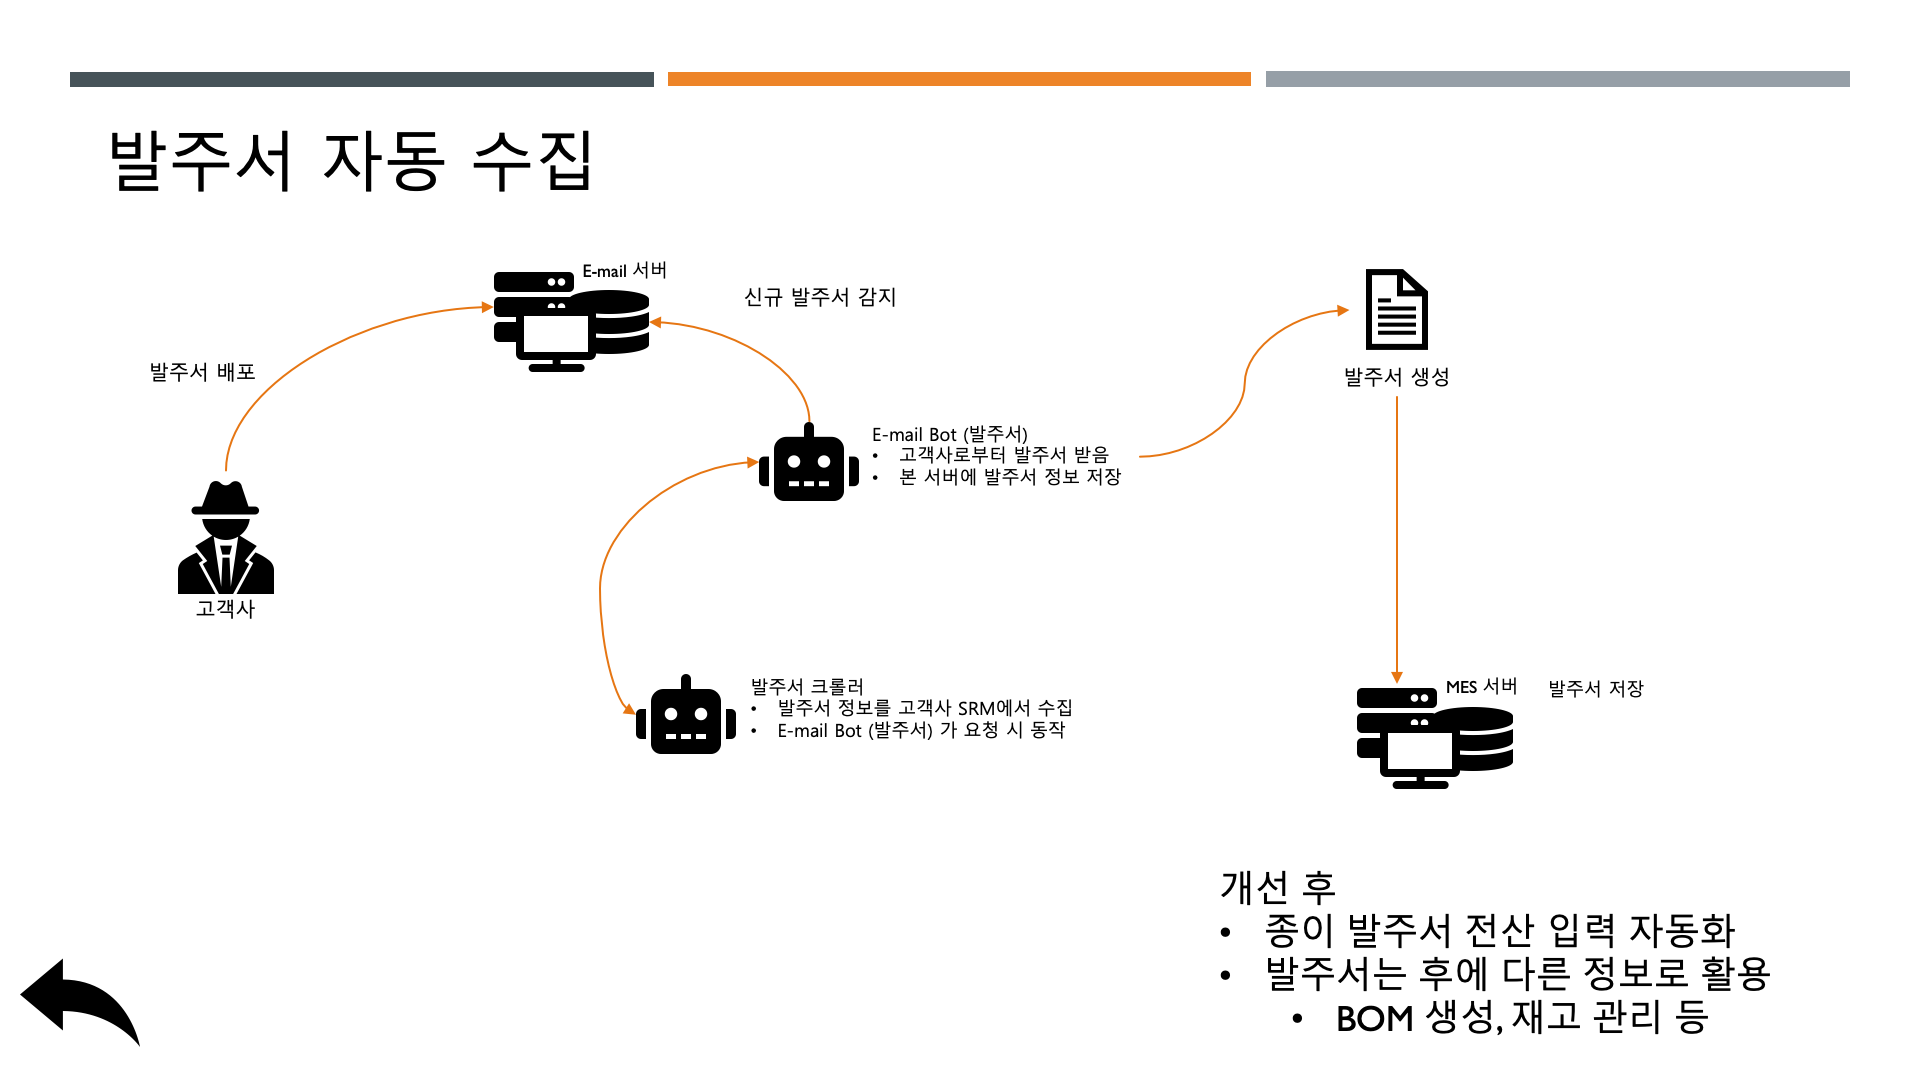 발주서 자동 수집
E-mail 서버
신규 발주서 감지
발주서 배포
발주서 생성
E-mail Bot (발주서)
• 고객사로부터 발주서 받음
• 본 서버에 발주서 정보 저장
고객사
발주서 크롤러
• 발주서 정보를 고객사 SRM에서 수집
• E-mail Bot (발주서) 가 요청 시 동작
MES 서버
발주서 저장
개선 후
• 종이 발주서 전산 입력 자동화
• 발주서는 후에 다른 정보로 활용
• BOM 생성, 재고 관리 등